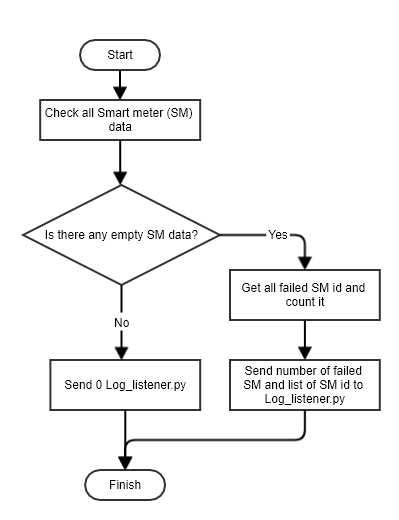 Start
Check all Smart meter (SM)
data
Is there any empty SM data?
Yes
Get all failed SM id and
count it
No
Send 0 Log_listener.py
Send number of failed
SM and list of SM id to
Log_listener.py
Finish